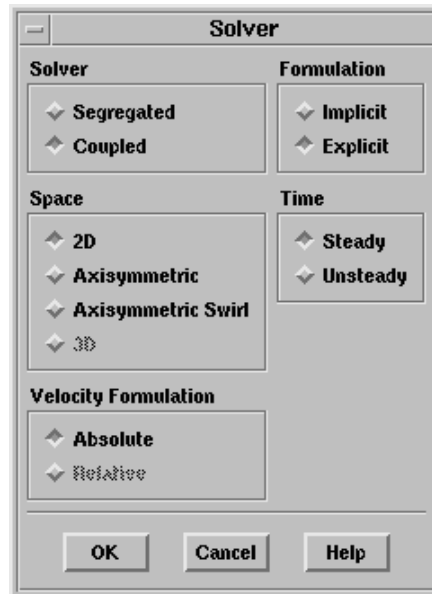 Solver
Solver
Segregated
Coupled
Formulation
Implicit
Explicit
Space
2D
Axisymmetric
Axisymmetric Swirl
3D
Time
Steady
Unsteady
Velocity Formulation
Absolute
Relative
OK
Cancel
Help